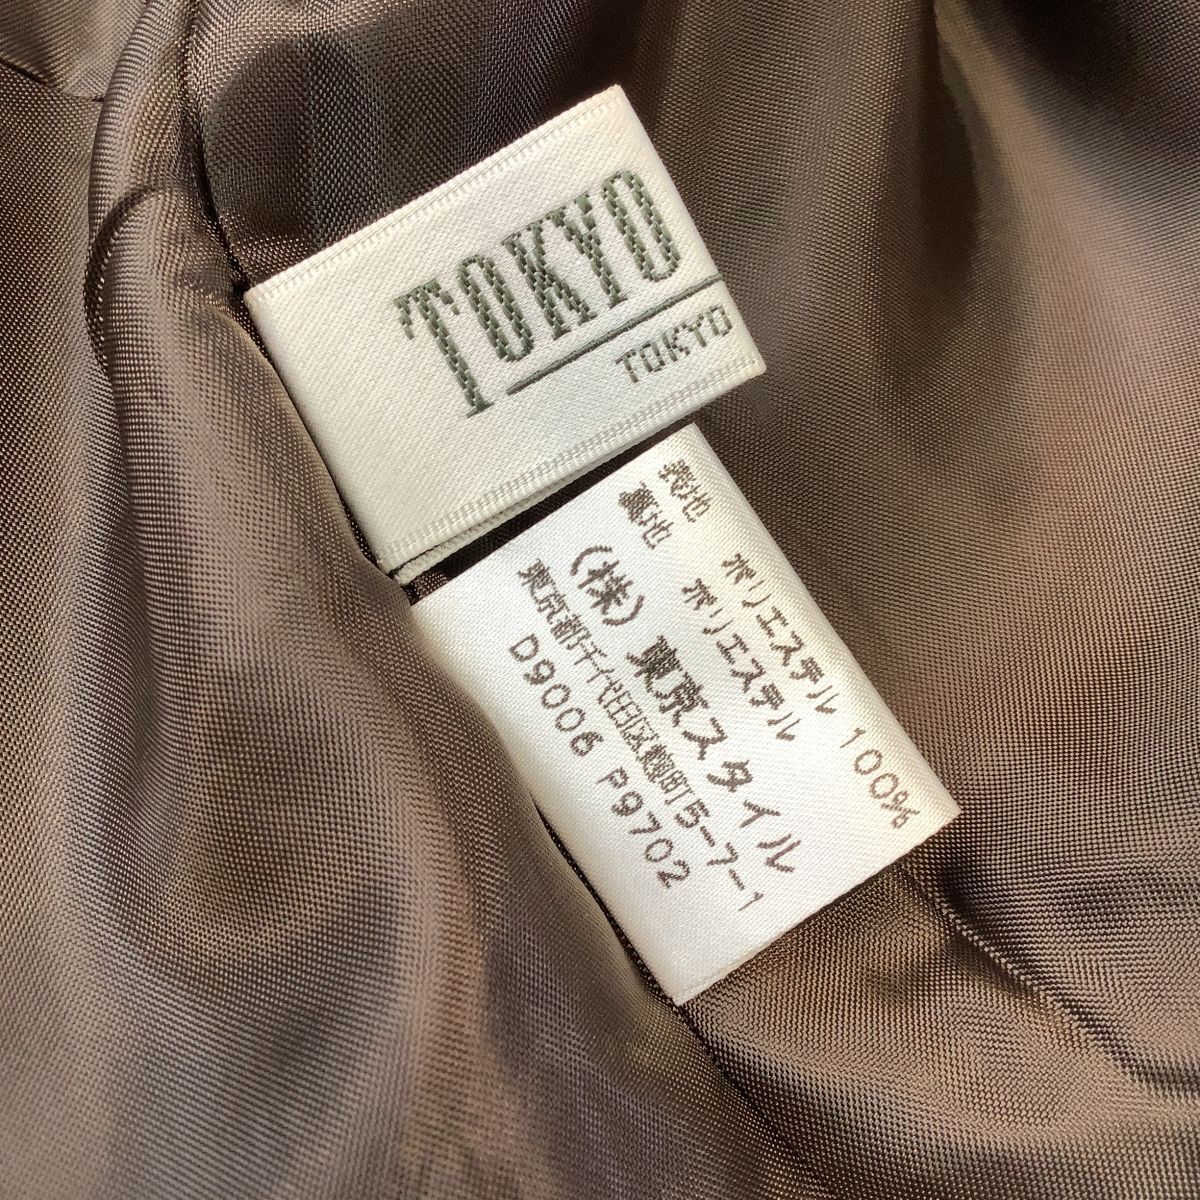 TOKYO
TOKYO
表地 ポリエステル 100%
裏地 ポリエステル
(株) 東京スタイル
東京都千代田区麹町5-7-1
D9006 P9702